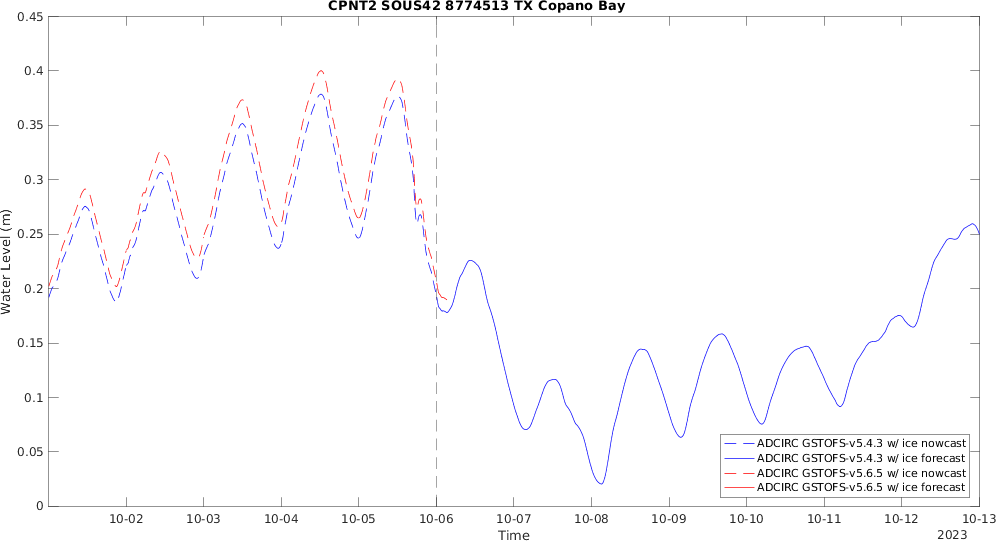 CPNT2 SOUS42 8774513 TX Copano Bay
0.45
0.4
0.35
0.3
0.25
0.2
0.15
0.1
0.05
0
Water Level (m)
10-02 10-03 10-04 10-05 10-06 10-07 10-08 10-09 10-10 10-11 10-12 10-13
Time
2023
ADCIRC GSTOFS-v5.4.3 w/ ice nowcast
ADCIRC GSTOFS-v5.4.3 w/ ice forecast
ADCIRC GSTOFS-v5.6.5 w/ ice nowcast
ADCIRC GSTOFS-v5.6.5 w/ ice forecast